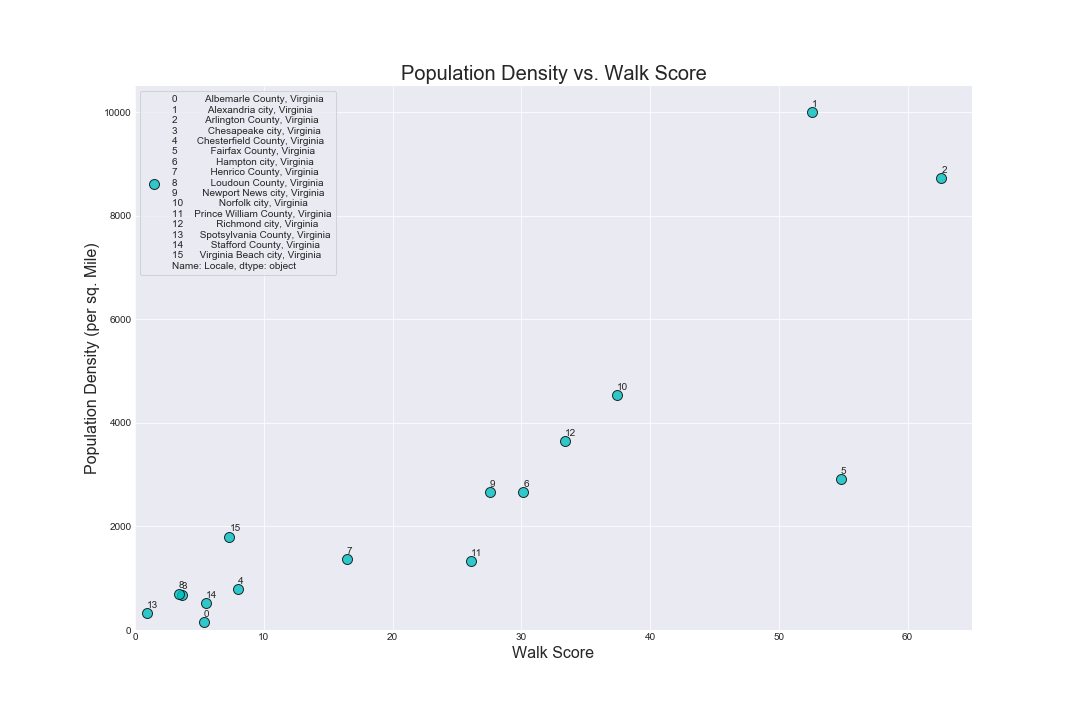 Population Density vs. Walk Score
0 Albemarle County, Virginia
1 Alexandria city, Virginia
2 Arlington County, Virginia
3 Chesapeake city, Virginia
4 Chesterfield County, Virginia
5 Fairfax County, Virginia
6 Hampton city, Virginia
7 Henrico County, Virginia
8 Loudoun County, Virginia
9 Newport News city, Virginia
10 Norfolk city, Virginia
11 Prince William County, Virginia
12 Richmond city, Virginia
13 Spotsylvania County, Virginia
14 Stafford County, Virginia
15 Virginia Beach city, Virginia
Name: Locale, dtype: object
Population Density (per sq. Mile)
10000
8000
6000
4000
2000
0
1
2
10
12
5
9
6
15
7
11
4
8
3
14
13
0
0
10
20
30
40
50
60
Walk Score